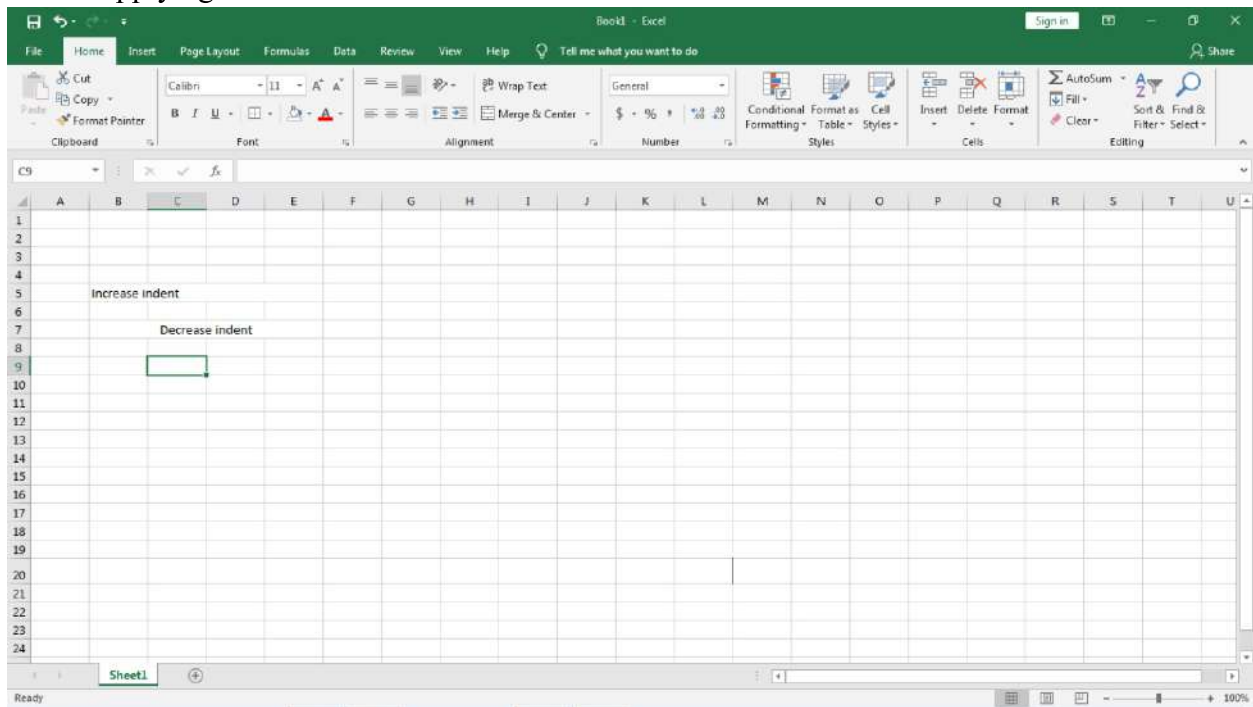 Book1 - Excel
Sign in
File Home Insert Page Layout Formulas Data Review View Help Tell me what you want to do Share
Cut
Copy
Format Painter
Paste
Clipboard
Calibri 11 A A
B I U A
Font
Wrap Text
Merge & Center
Alignment
General
$ % ,
Number
Conditional Formatting
Format as Table
Cell Styles
Styles
Insert Delete Format
Cells
AutoSum
Fill
Clear
Sort & Filter
Find & Select
Editing
C9 fx
A B C D E F G H I J K L M N O P Q R S T U
1
2
3
4
5 Increase indent
6
7 Decrease indent
8
9
10
11
12
13
14
15
16
17
18
19
20
21
22
23
24
Sheet1
Ready 100%